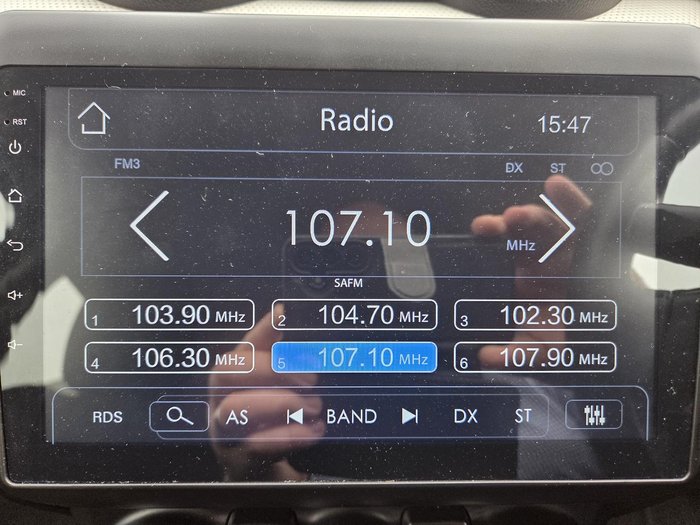 MIC
RST
Radio 15:47
FM3 DX ST
107.10 MHz
SAFM
1 103.90 MHz 2 104.70 MHz 3 102.30 MHz
4 106.30 MHz 5 107.10 MHz 6 107.90 MHz
RDS AS BAND DX ST